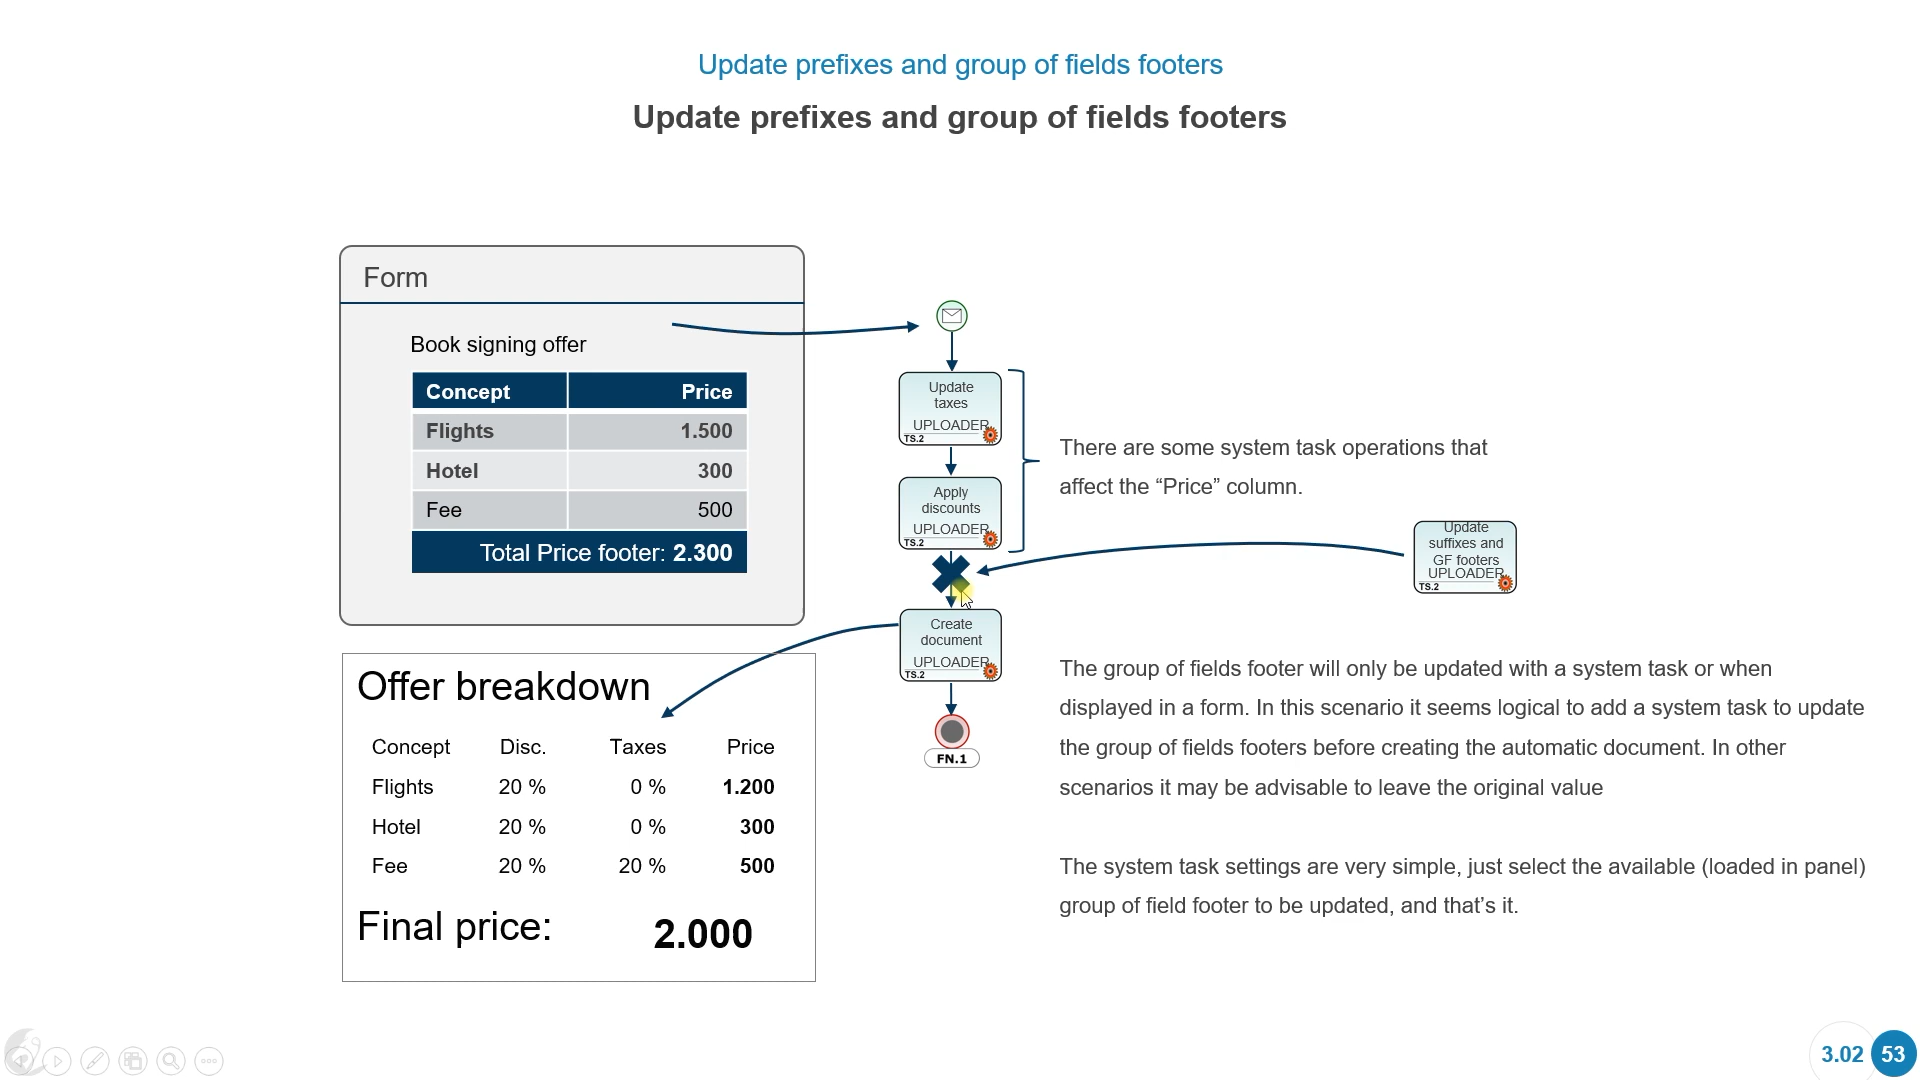 Update prefixes and group of fields footers
Update prefixes and group of fields footers
Form
Book signing offer
Concept Price
Flights 1.500
Hotel 300
Fee 500
Total Price footer: 2.300
Update
taxes
UPLOADER
TS.2
Apply
discounts
UPLOADER
TS.2
There are some system task operations that
affect the “Price” column.
Update
suffixes and
GF footers
UPLOADER
TS.2
Create
document
UPLOADER
TS.2
FN.1
Offer breakdown
Concept Disc. Taxes Price
Flights 20 % 0 % 1.200
Hotel 20 % 0 % 300
Fee 20 % 20 % 500
Final price: 2.000
The group of fields footer will only be updated with a system task or when
displayed in a form. In this scenario it seems logical to add a system task to update
the group of fields footers before creating the automatic document. In other
scenarios it may be advisable to leave the original value
The system task settings are very simple, just select the available (loaded in panel)
group of field footer to be updated, and that’s it.
3.02 53